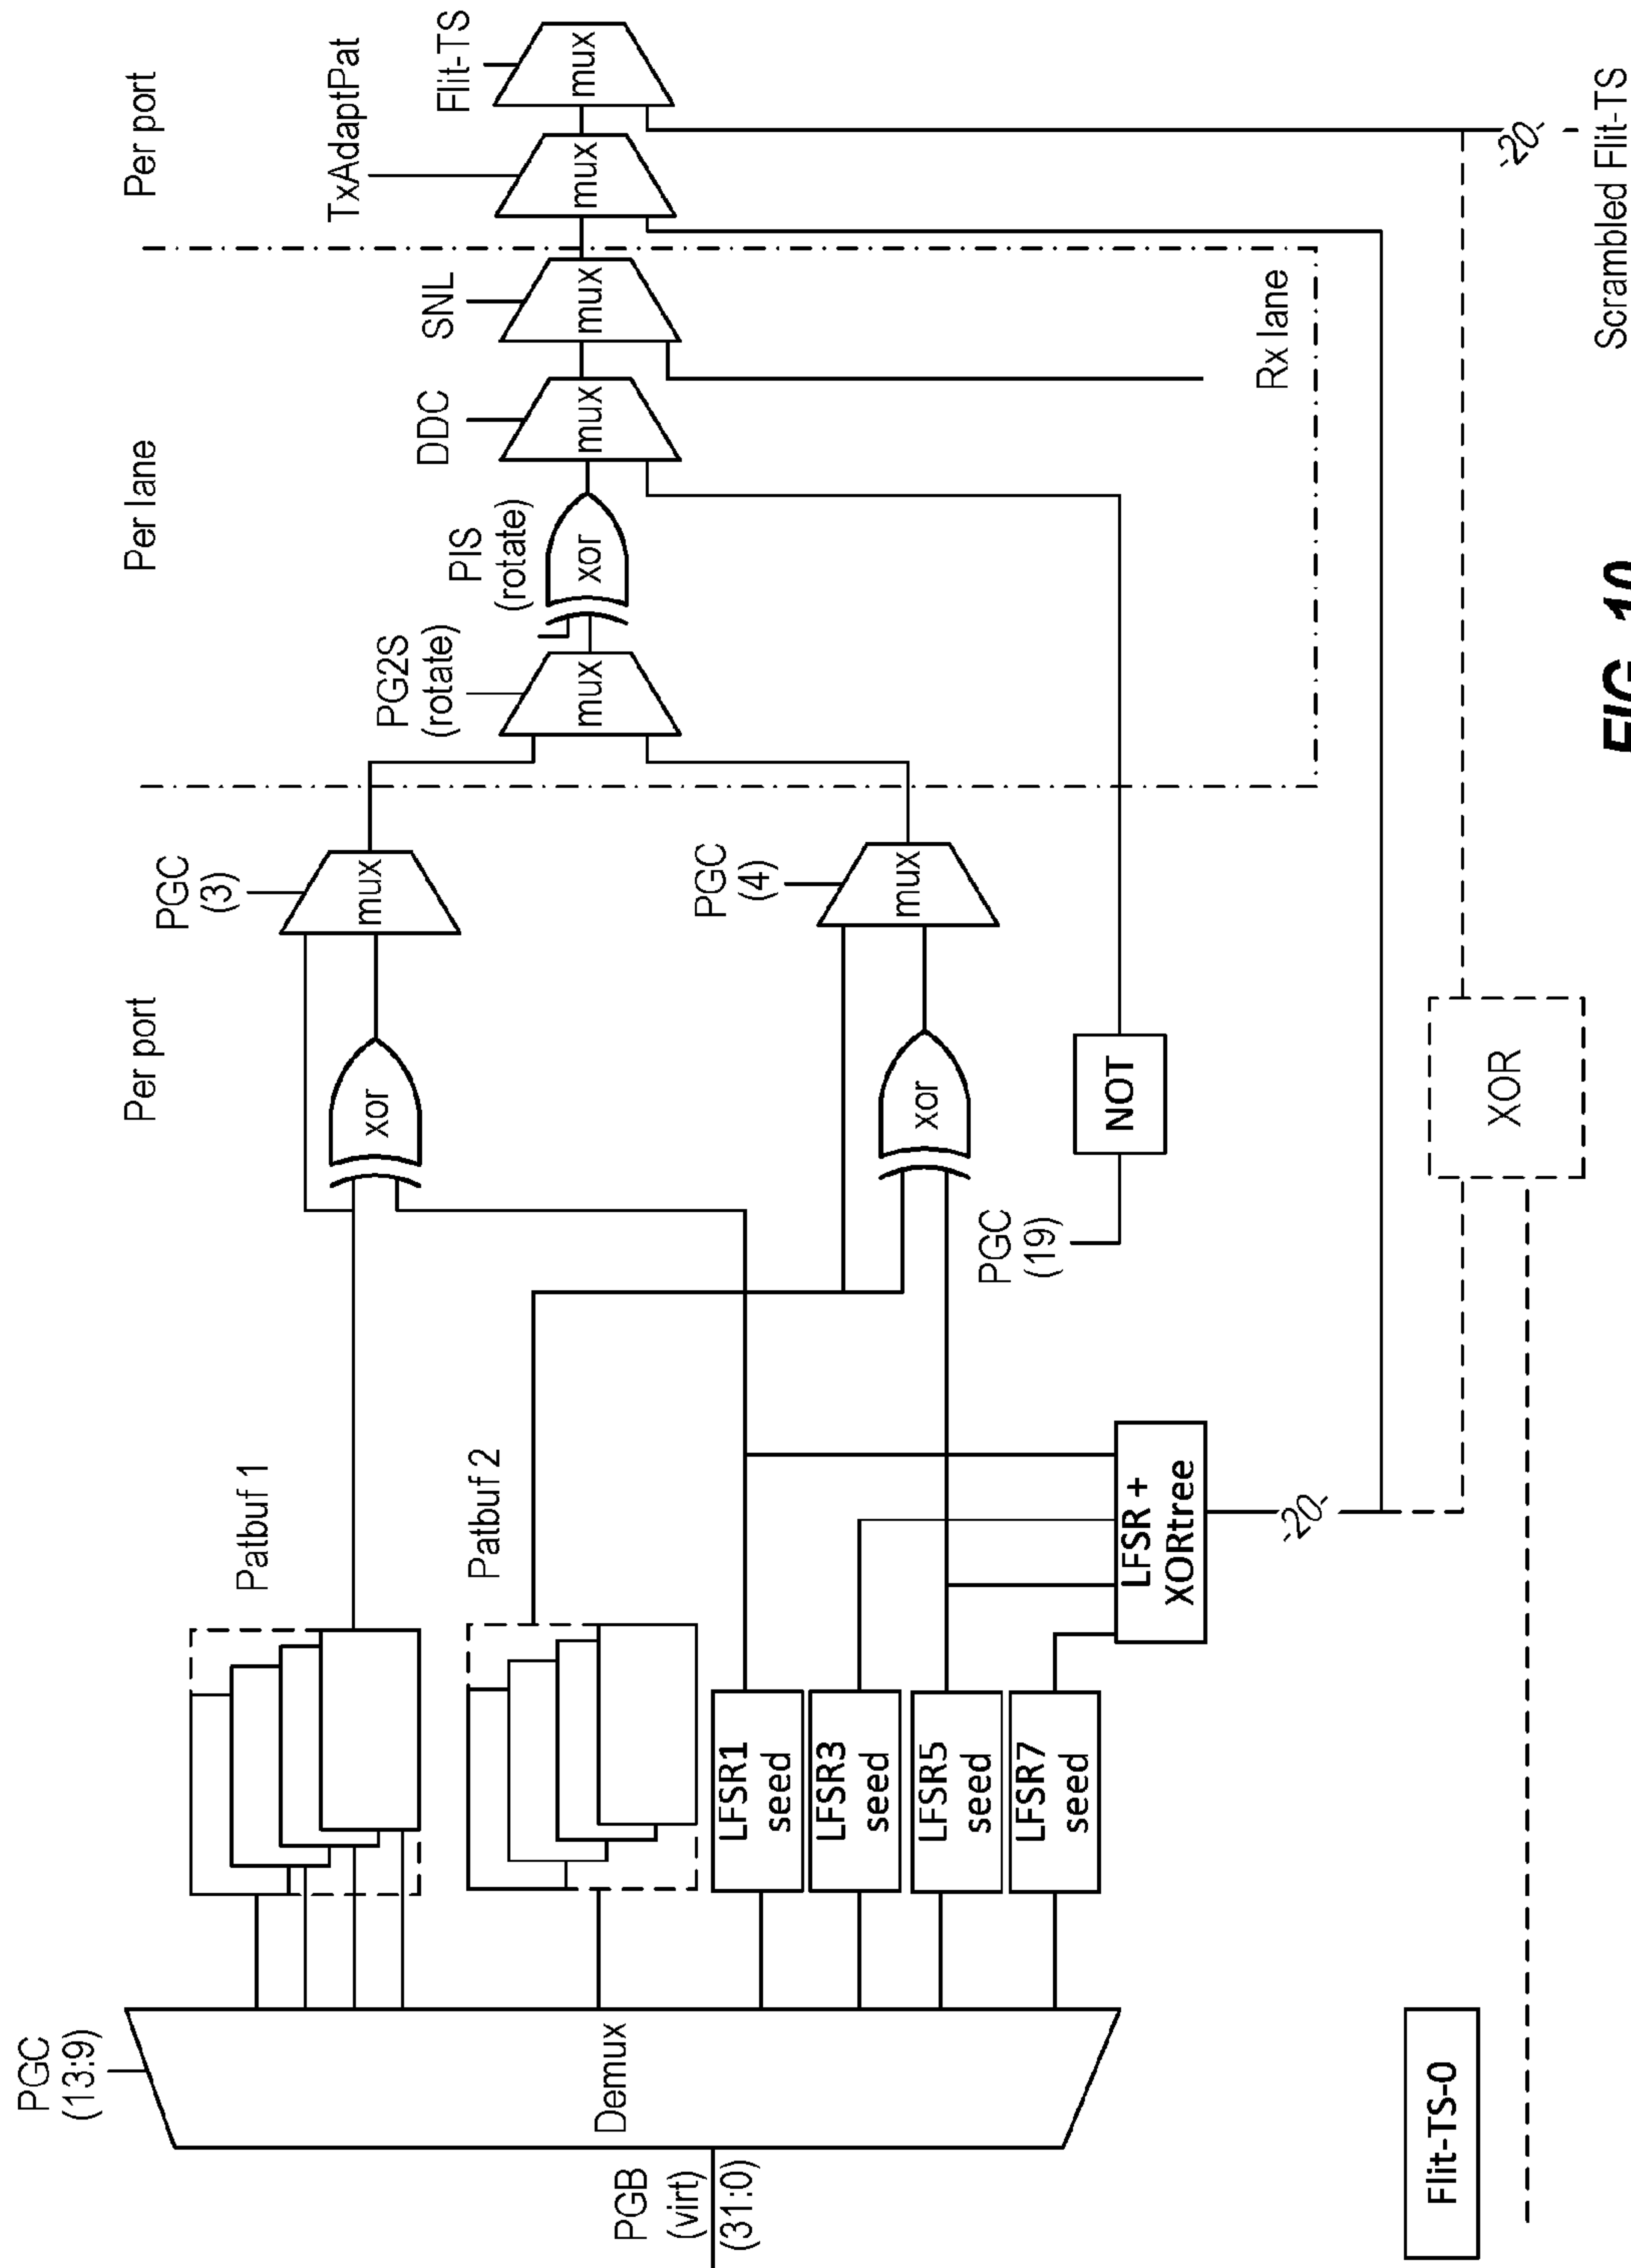 Per port
Per lane
Per port
PGC
(13:9)
PGB
(virt)
(31:0)
Demux
Patbuf 1
Patbuf 2
LFSR1
seed
LFSR3
seed
LFSR5
seed
LFSR7
seed
LFSR +
XORtree
-20-
xor
PGC
(3)
mux
xor
PGC
(4)
mux
PGC
(19)
NOT
PG2S
(rotate)
mux
PIS
(rotate)
xor
DDC
mux
SNL
mux
Rx lane
TxAdaptPat
mux
Flit-TS
mux
Flit-TS-0
XOR
-20-
Scrambled Flit-TS
FIG. 10